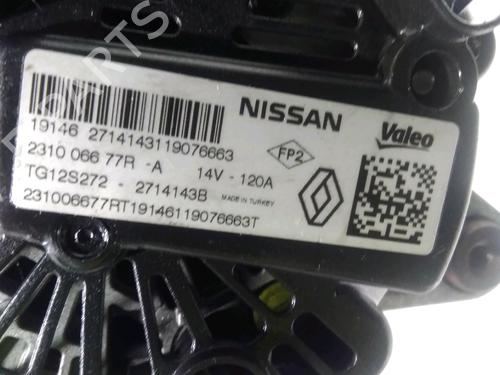 NISSAN
Valeo
19146 2714143119076663
2310 066 77R -A 14V - 120A
FP2
TG12S272 - 2714143B MADE IN TURKEY
231006677RT19146119076663T